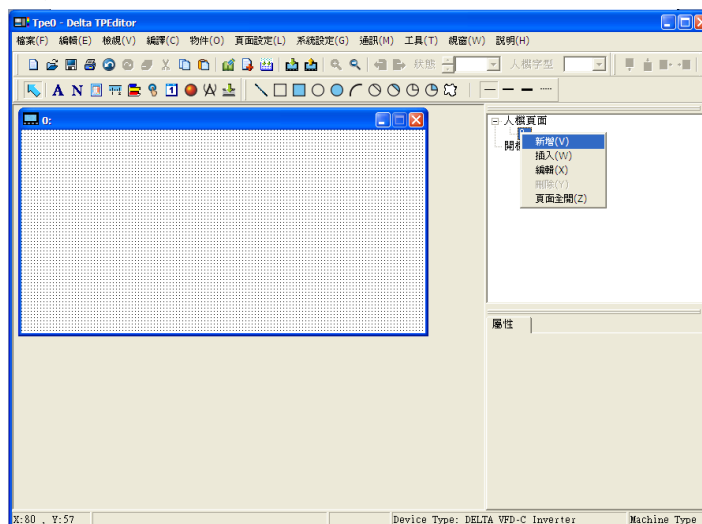 Tpe0 - Delta TPEditor
檔案(F) 編輯(E) 檢視(V) 編譯(C) 物件(O) 頁面設定(L) 系統設定(G) 通訊(M) 工具(T) 視窗(W) 說明(H)
狀態 人機字型
A N 1
0:
人機頁面
新增(V)
插入(W)
編輯(X)
刪除(Y)
頁面全開(Z)
屬性
X:80 , Y:57 Device Type: DELTA VFD-C Inverter Machine Type